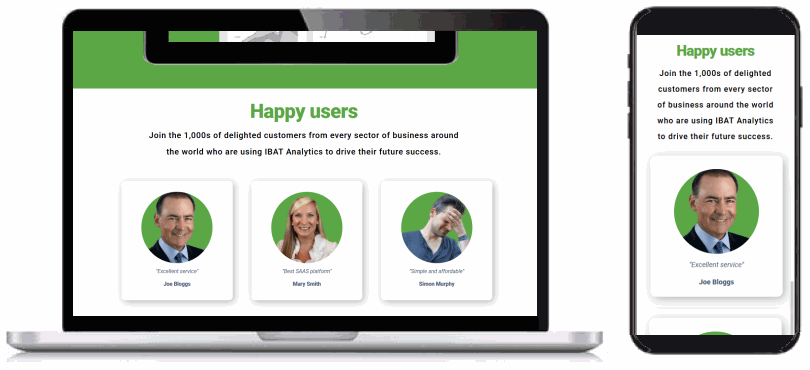 Happy users
Join the 1,000s of delighted customers from every sector of business around
the world who are using IBAT Analytics to drive their future success.
"Excellent service"
Joe Bloggs
"Best SAAS platform"
Mary Smith
"Simple and affordable"
Simon Murphy
Happy users
Join the 1,000s of delighted
customers from every sector
of business around the world
who are using IBAT Analytics
to drive their future success.
"Excellent service"
Joe Bloggs